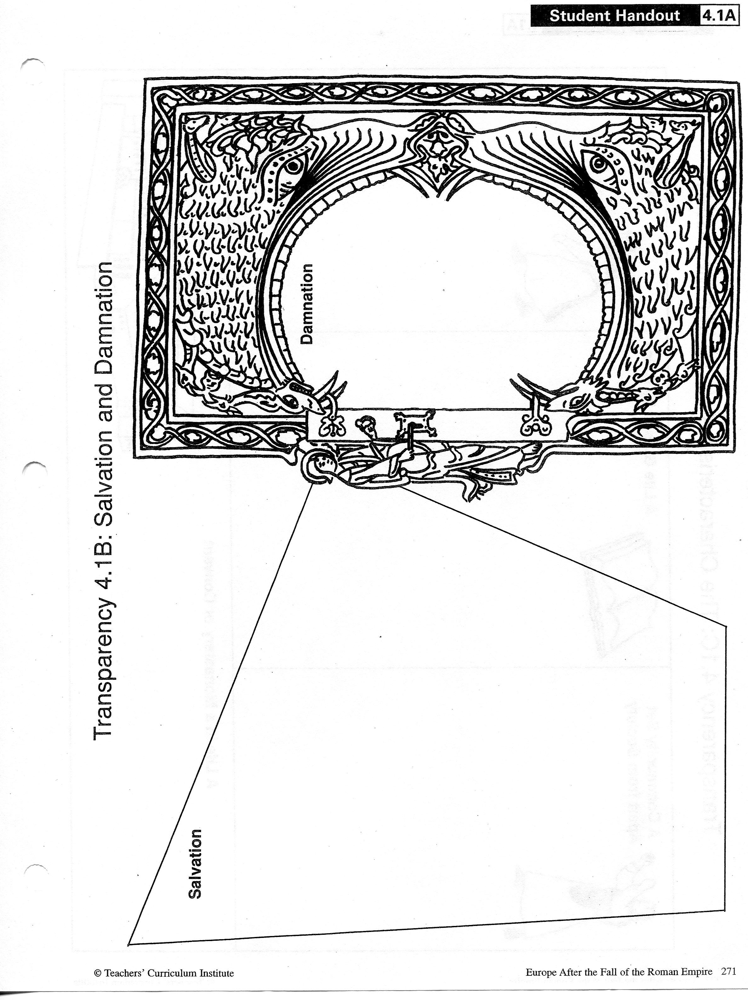 Student Handout 4.1A
Transparency 4.1B: Salvation and Damnation
Damnation
Salvation
© Teachers' Curriculum Institute
Europe After the Fall of the Roman Empire 271